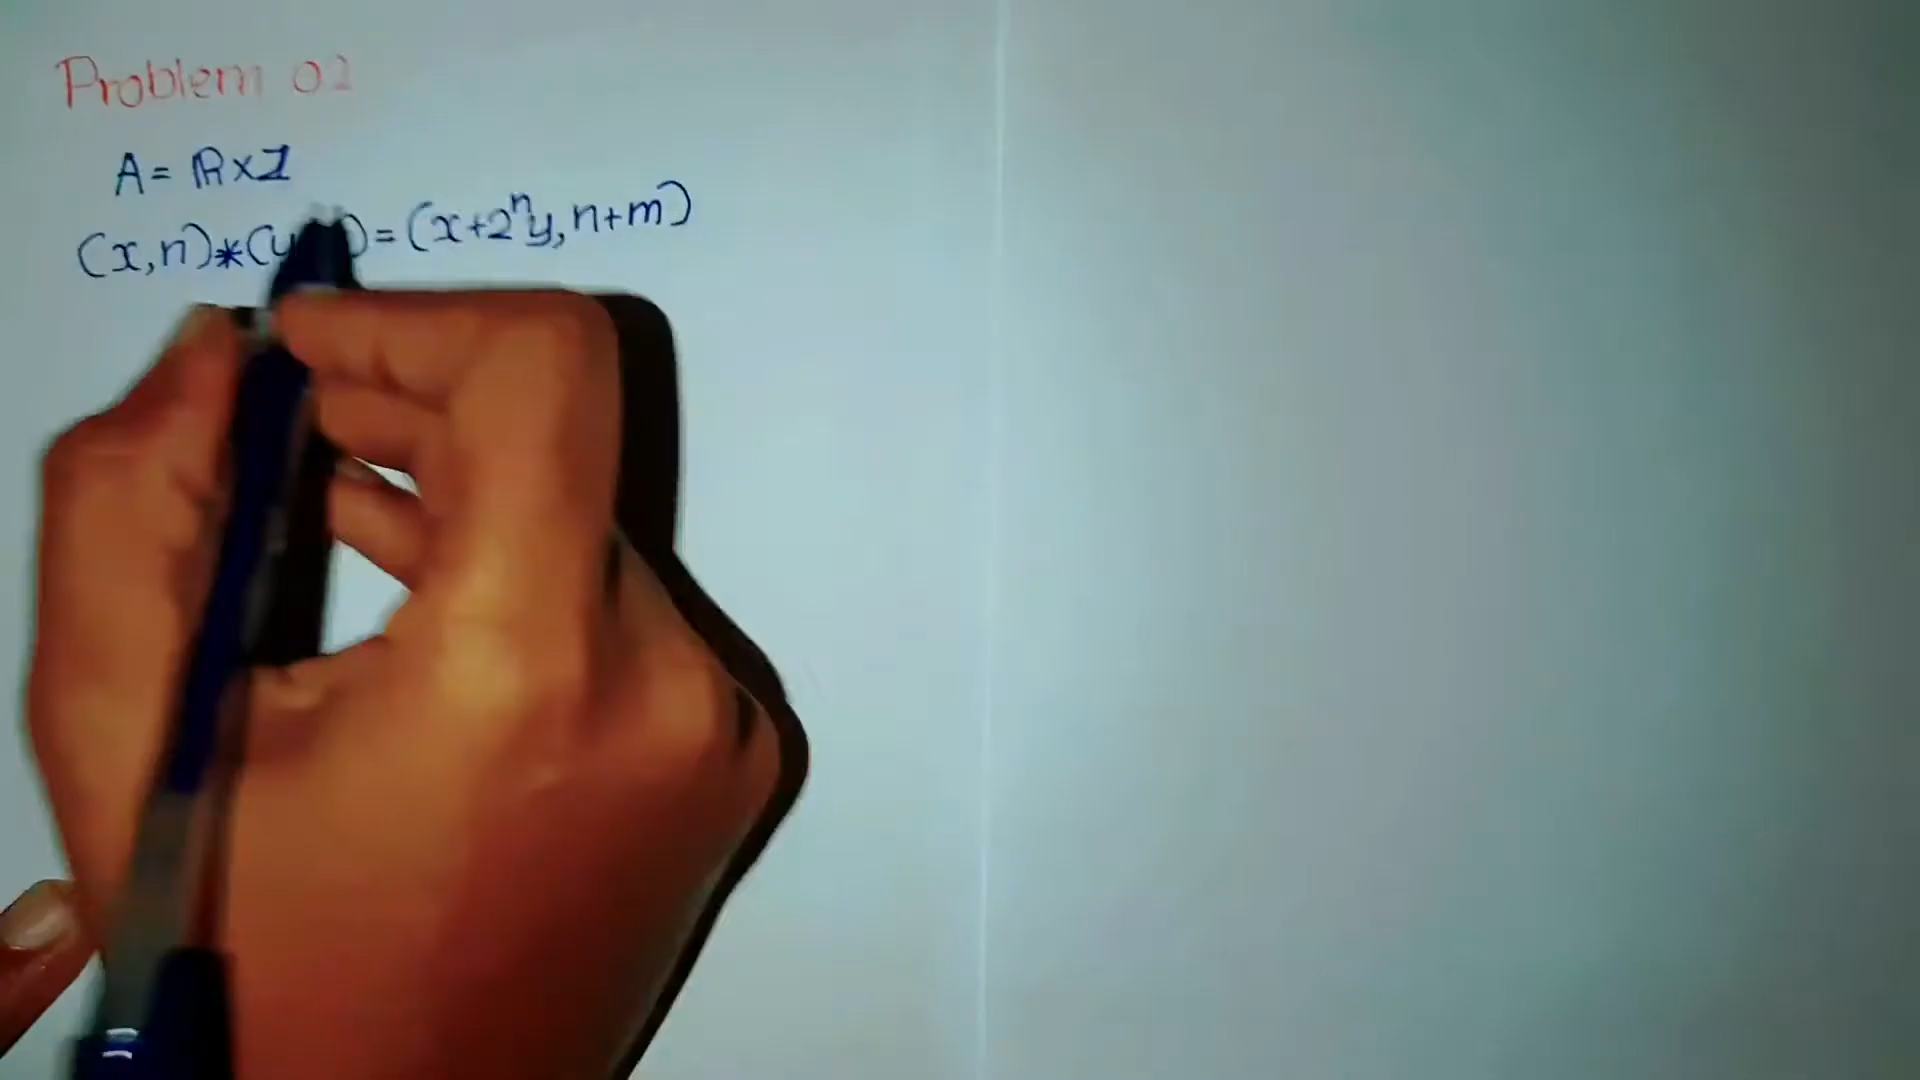 Problem 02
A = ℝ×ℤ
(x,n)*(y )=(x+2ⁿy, n+m)